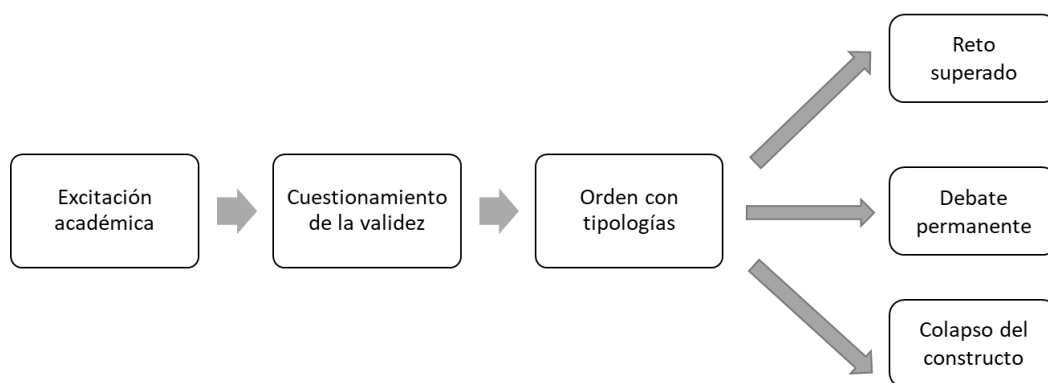 Excitación
académica
Cuestionamiento
de la validez
Orden con
tipologías
Reto
superado
Debate
permanente
Colapso del
constructo